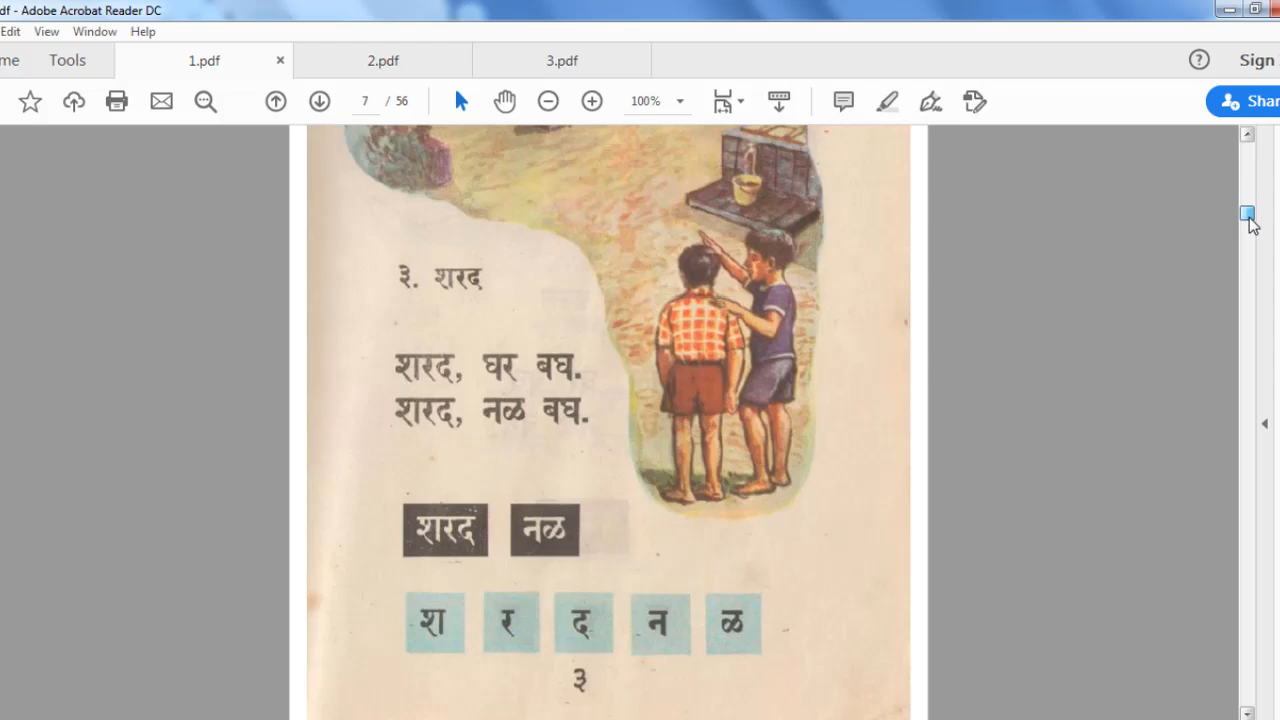 df - Adobe Acrobat Reader DC
Edit View Window Help
me Tools 1.pdf × 2.pdf 3.pdf ? Sign
7 / 56 100% Shar
३. शरद
शरद, घर बघ.
शरद, नळ बघ.
शरद नळ
श र द न ळ
३